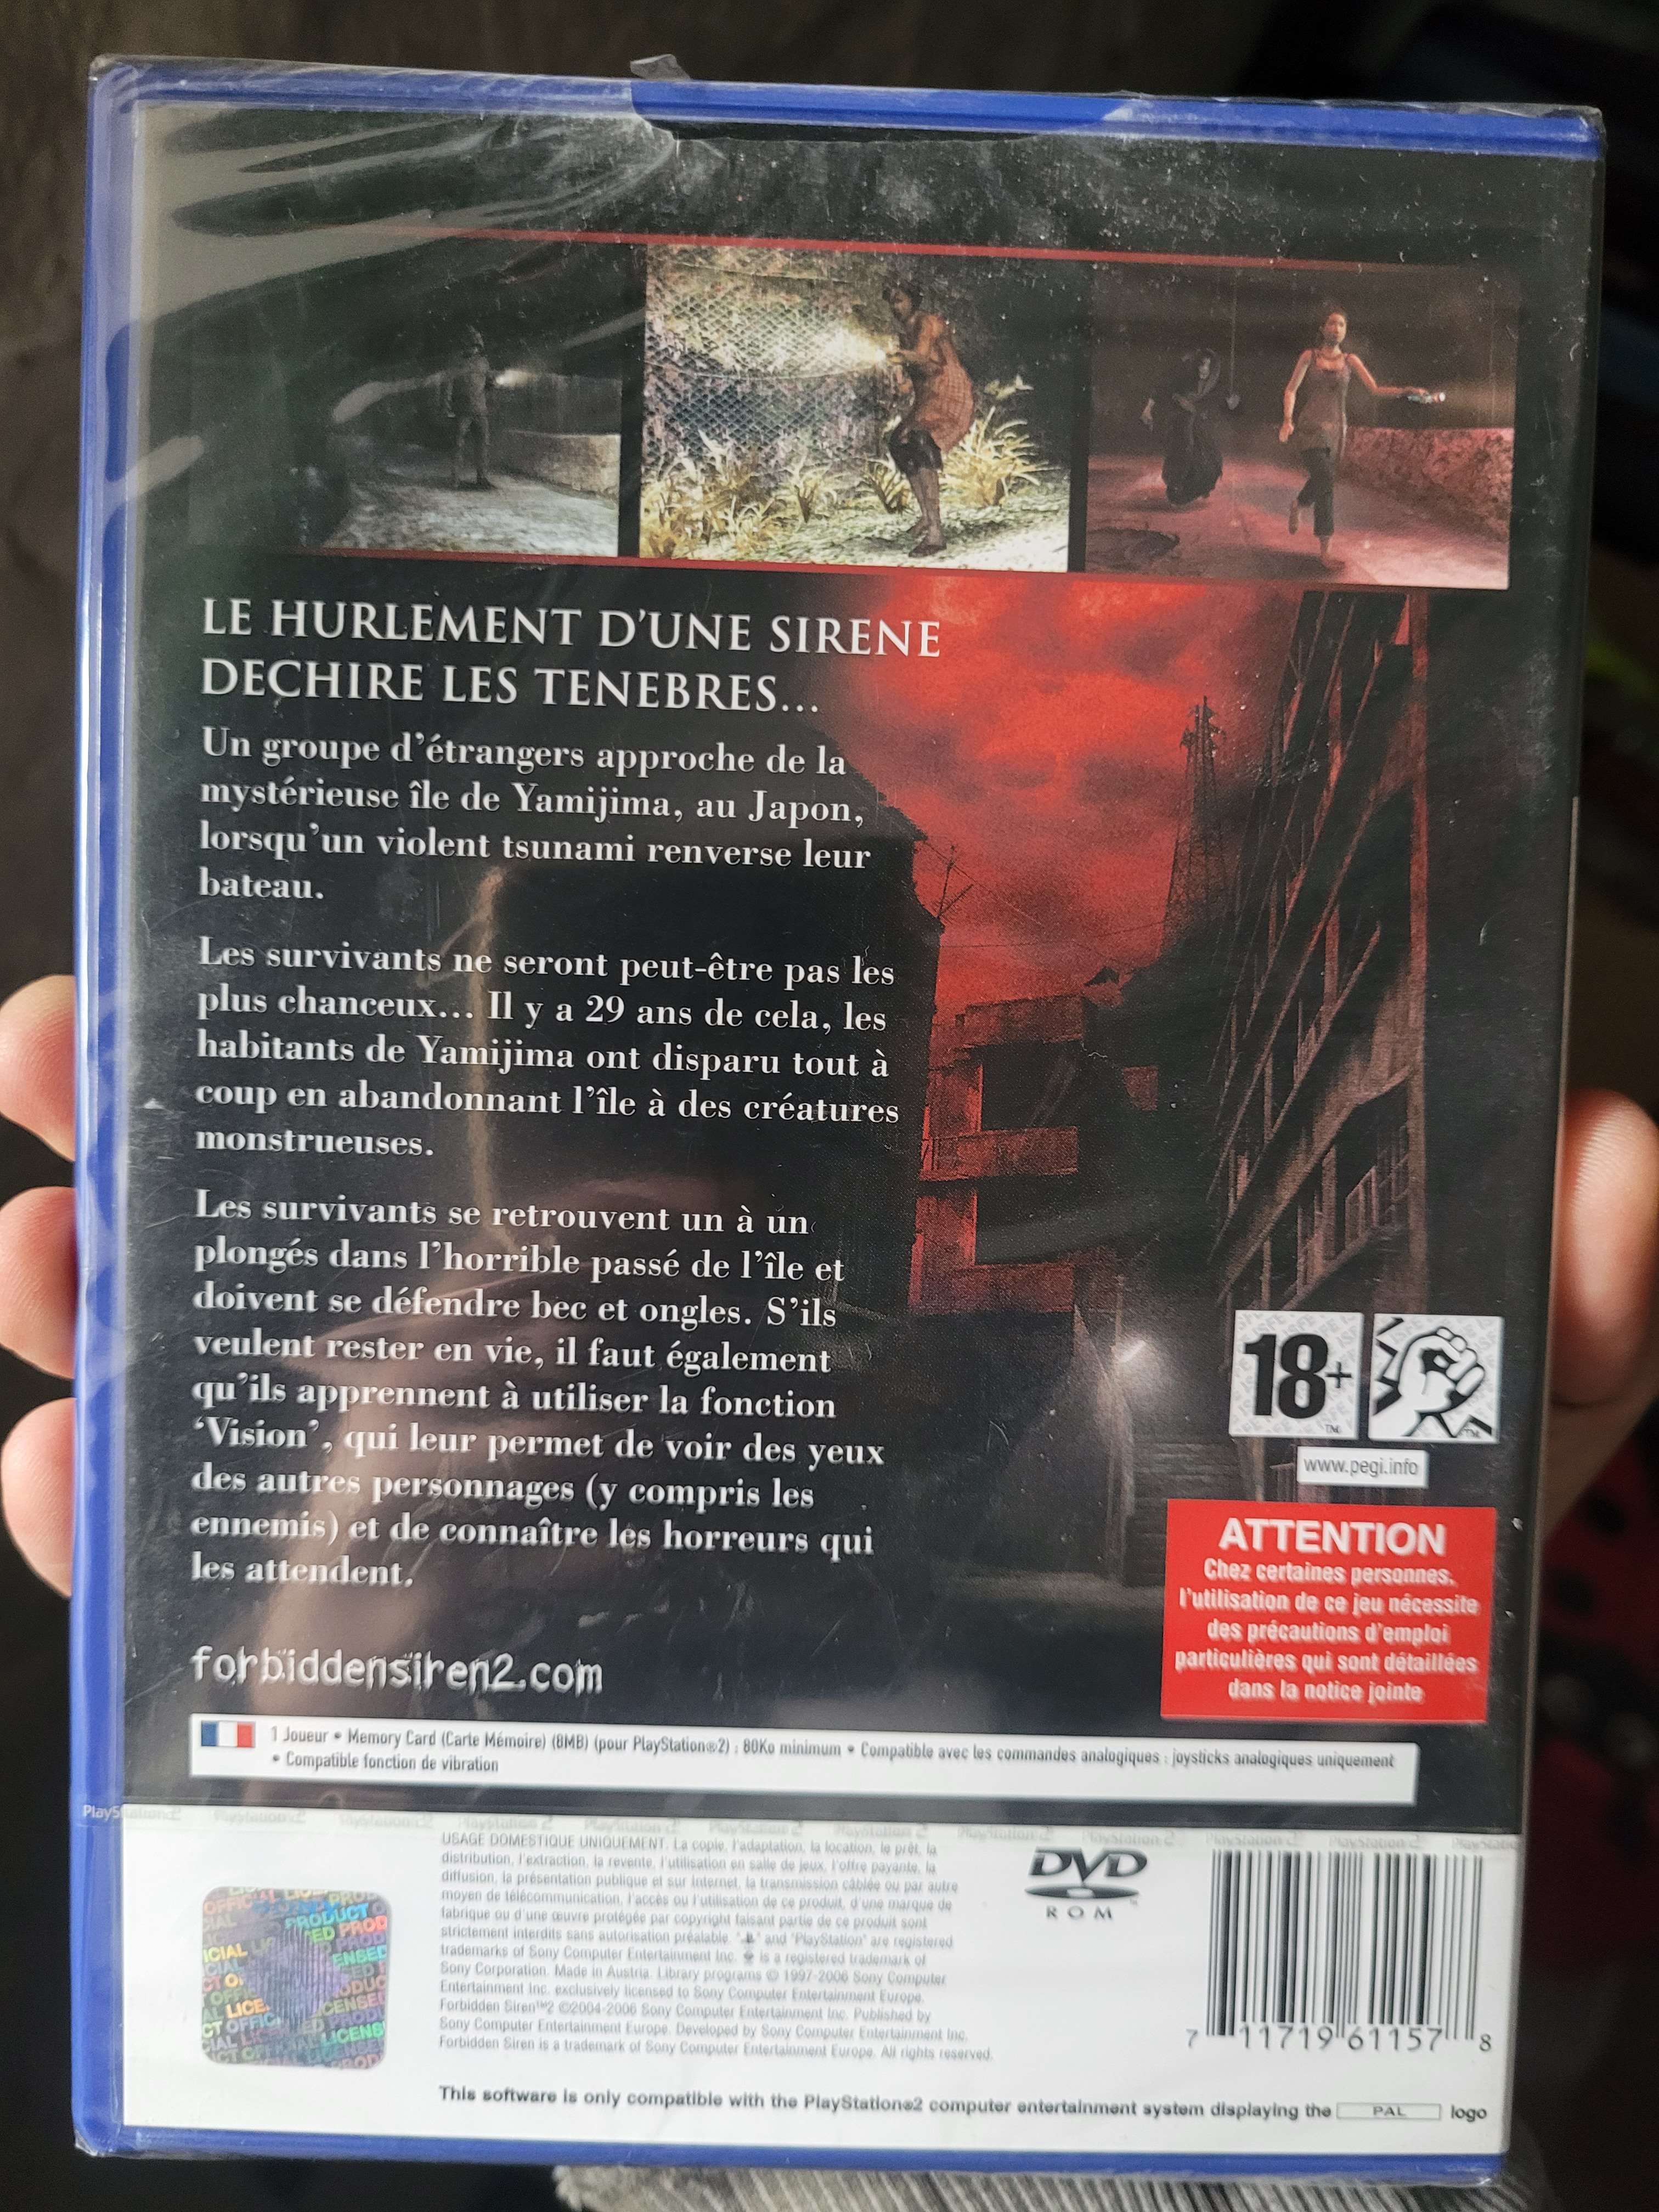 LE HURLEMENT D'UNE SIRENE
DECHIRE LES TENEBRES...
Un groupe d'étrangers approche de la
mystérieuse île de Yamijima, au Japon,
lorsqu'un violent tsunami renverse leur
bateau.
Les survivants ne seront peut-être pas les
plus chanceux... Il y a 29 ans de cela, les
habitants de Yamijima ont disparu tout à
coup en abandonnant l'île à des créatures
monstrueuses.
Les survivants se retrouvent un à un
plongés dans l'horrible passé de l'île et
doivent se défendre bec et ongles. S'ils
veulent rester en vie, il faut également
qu'ils apprennent à utiliser la fonction
'Vision', qui leur permet de voir des yeux
des autres personnages (y compris les
ennemis) et de connaître les horreurs qui
les attendent.
18+
www.pegi.info
ATTENTION
Chez certaines personnes,
l'utilisation de ce jeu nécessite
des précautions d'emploi
particulières qui sont détaillées
dans la notice jointe
forbiddensiren2.com
1 Joueur • Memory Card (Carte Mémoire) (8MB) (pour PlayStation®2) : 80Ko minimum • Compatible avec les commandes analogiques : joysticks analogiques uniquement
• Compatible fonction de vibration
USAGE DOMESTIQUE UNIQUEMENT. La copie, l'adaptation, la location, le prêt, la
distribution, l'extraction, la revente, l'utilisation en salle de jeux, l'offre payante, la
diffusion, la présentation publique et sur Internet, la transmission câblée ou par autre
moyen de télécommunication, l'accès ou l'utilisation de ce produit, d'une marque de
fabrique ou d'une œuvre protégée par copyright faisant partie de ce produit sont
strictement interdits sans autorisation préalable. " " and "PlayStation" are registered
trademarks of Sony Computer Entertainment Inc. is a registered trademark of
Sony Corporation. Made in Austria. Library programs © 1997-2006 Sony Computer
Entertainment Inc. exclusively licensed to Sony Computer Entertainment Europe.
Forbidden Siren™2 ©2004-2006 Sony Computer Entertainment Inc. Published by
Sony Computer Entertainment Europe. Developed by Sony Computer Entertainment Inc.
Forbidden Siren is a trademark of Sony Computer Entertainment Europe. All rights reserved.
DVD
ROM
7 11719 61157 8
This software is only compatible with the PlayStation®2 computer entertainment system displaying the PAL logo